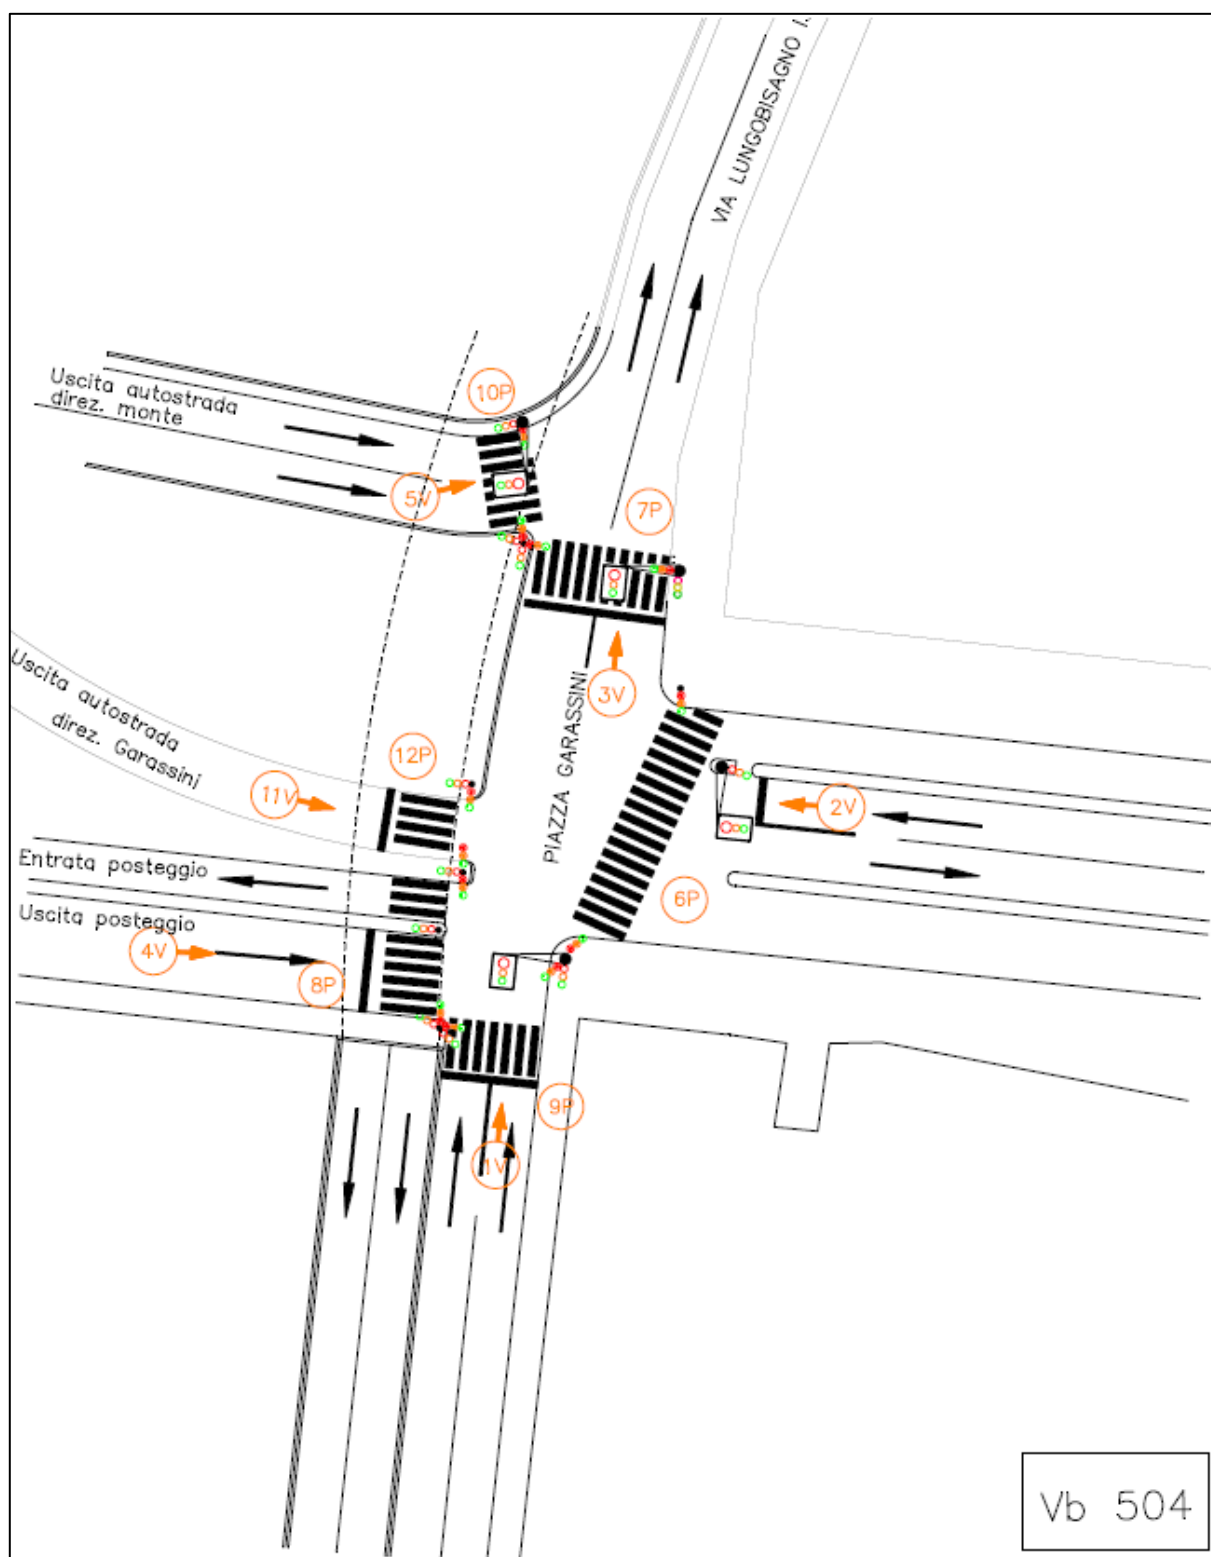 VIA LUNGOBISAGNO I.
Uscita autostrada
direz. monte
10P
5V
7P
3V
PIAZZA GARASSINI
Uscita autostrada
direz. Garassini
12P
11V
2V
Entrata posteggio
Uscita posteggio
6P
4V
8P
9P
1V
Vb 504